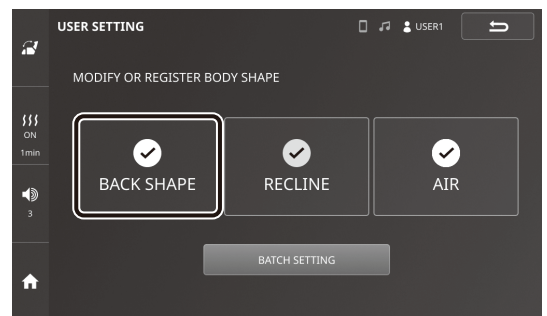 USER SETTING
USER1
MODIFY OR REGISTER BODY SHAPE
ON
1min
3
BACK SHAPE
RECLINE
AIR
BATCH SETTING